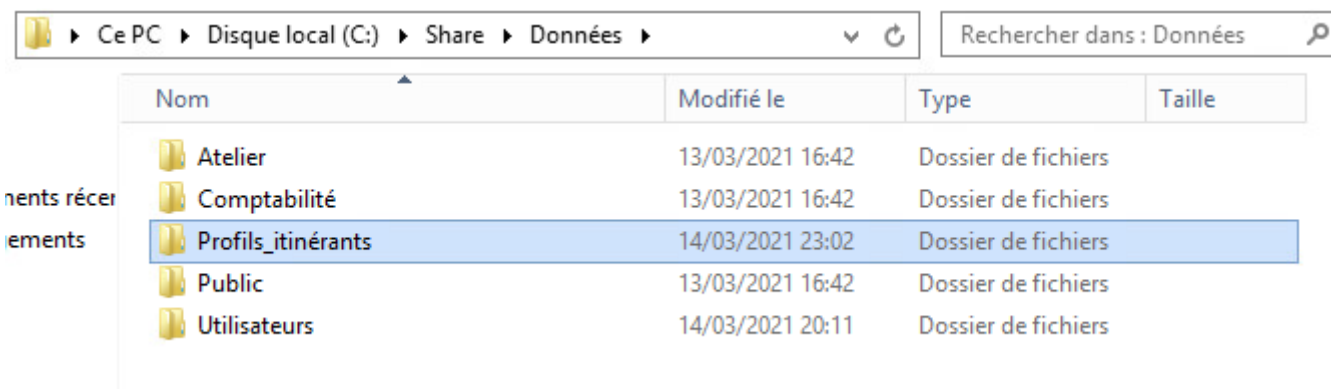 Ce PC Disque local (C:) Share Données Rechercher dans : Données
Nom Modifié le Type Taille
Atelier 13/03/2021 16:42 Dossier de fichiers
nents récer Comptabilité 13/03/2021 16:42 Dossier de fichiers
ements Profils_itinérants 14/03/2021 23:02 Dossier de fichiers
Public 13/03/2021 16:42 Dossier de fichiers
Utilisateurs 14/03/2021 20:11 Dossier de fichiers